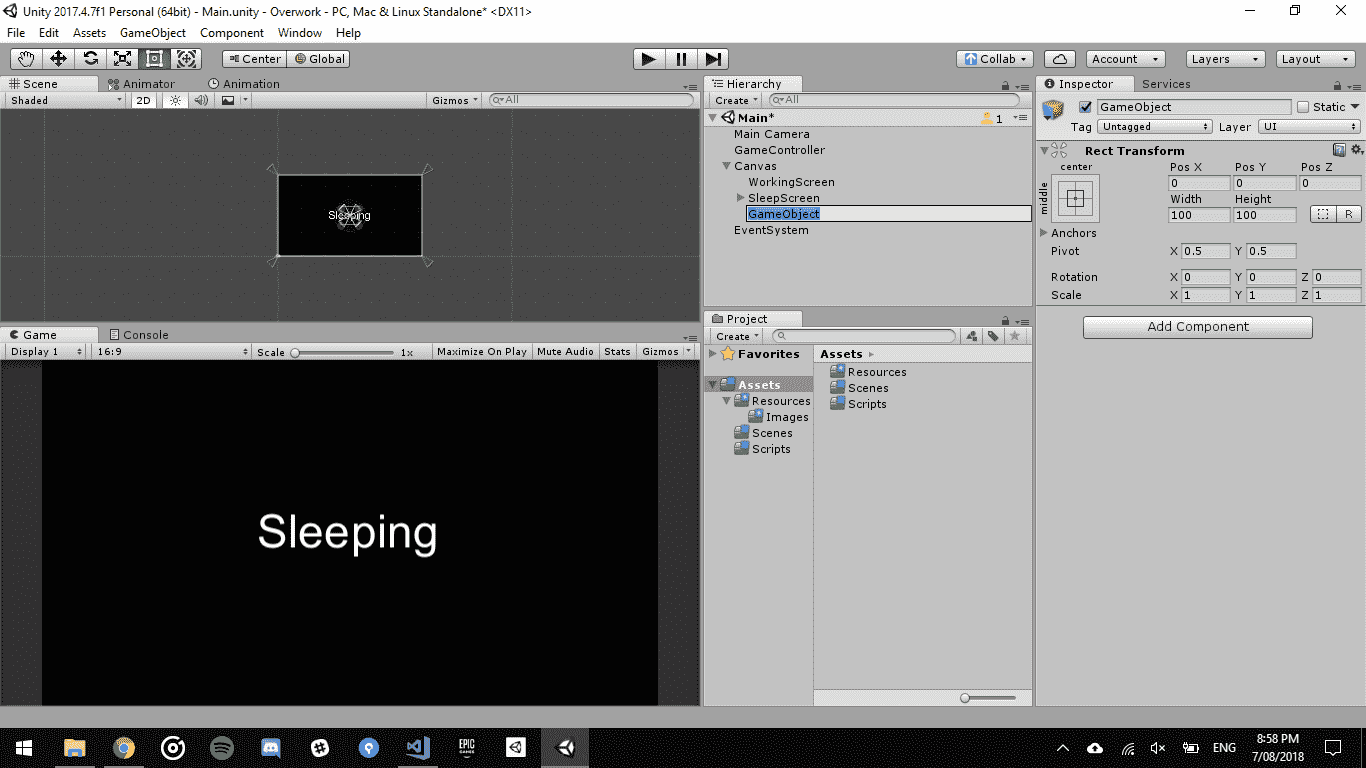 Unity 2017.4.7f1 Personal (64bit) - Main.unity - Overwork - PC, Mac & Linux Standalone* <DX11>
File Edit Assets GameObject Component Window Help
Center Global Collab Account Layers Layout
Scene Animator Animation
Shaded 2D Gizmos All
Sleeping
Game Console
Display 1 16:9 Scale 1x Maximize On Play Mute Audio Stats Gizmos
Sleeping
Hierarchy
Create All
Main* 1
Main Camera
GameController
Canvas
WorkingScreen
SleepScreen
GameObject
EventSystem
Project
Create
Favorites
Assets
Resources
Images
Scenes
Scripts
Assets
Resources
Scenes
Scripts
Inspector Services
GameObject Static
Tag Untagged Layer UI
Rect Transform
center Pos X Pos Y Pos Z
middle
0 0 0
Width Height
100 100 R
Anchors
Pivot X 0.5 Y 0.5
Rotation X 0 Y 0 Z 0
Scale X 1 Y 1 Z 1
Add Component
EPIC
GAMES
ENG
8:58 PM
7/08/2018